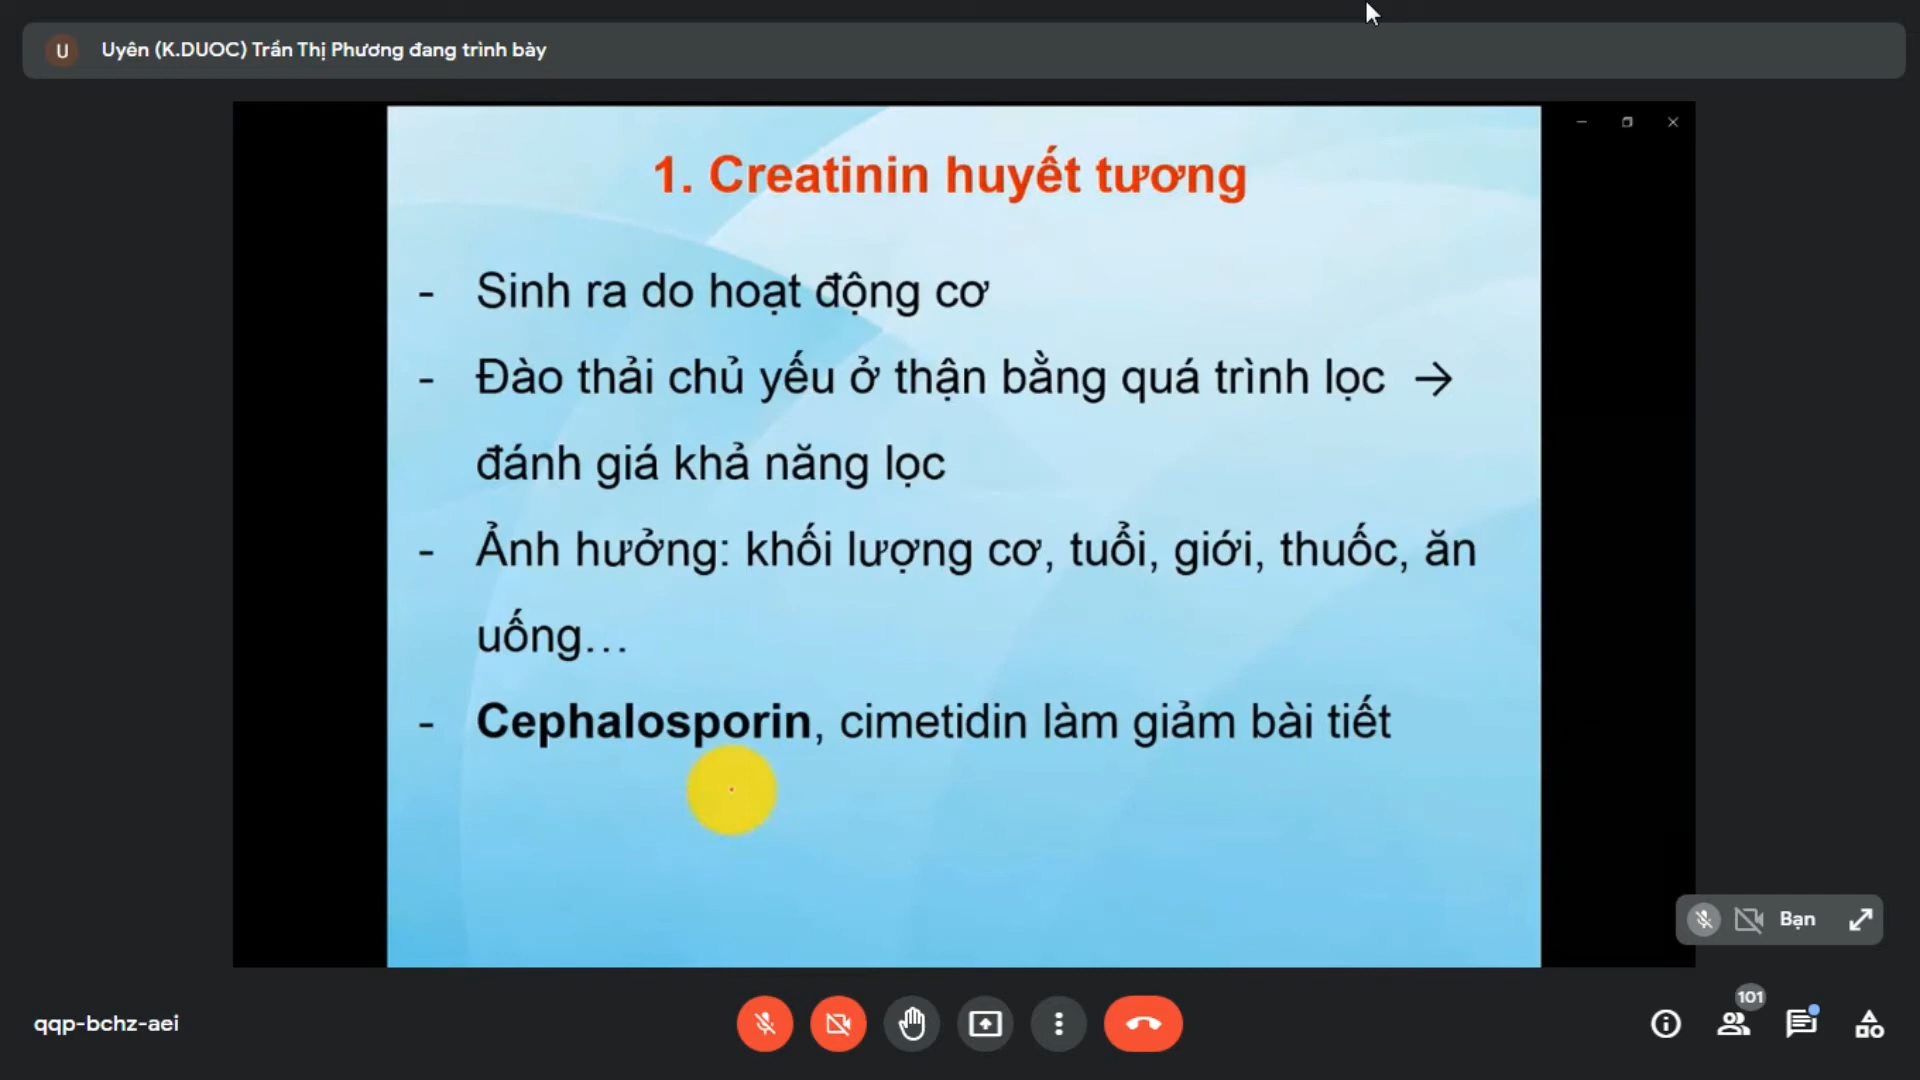 U Uyên (K.DUOC) Trần Thị Phương đang trình bày
1. Creatinin huyết tương
- Sinh ra do hoạt động cơ
- Đào thải chủ yếu ở thận bằng quá trình lọc →
đánh giá khả năng lọc
- Ảnh hưởng: khối lượng cơ, tuổi, giới, thuốc, ăn
uống...
- Cephalosporin, cimetidin làm giảm bài tiết
Bạn
101
qqp-bchz-aei